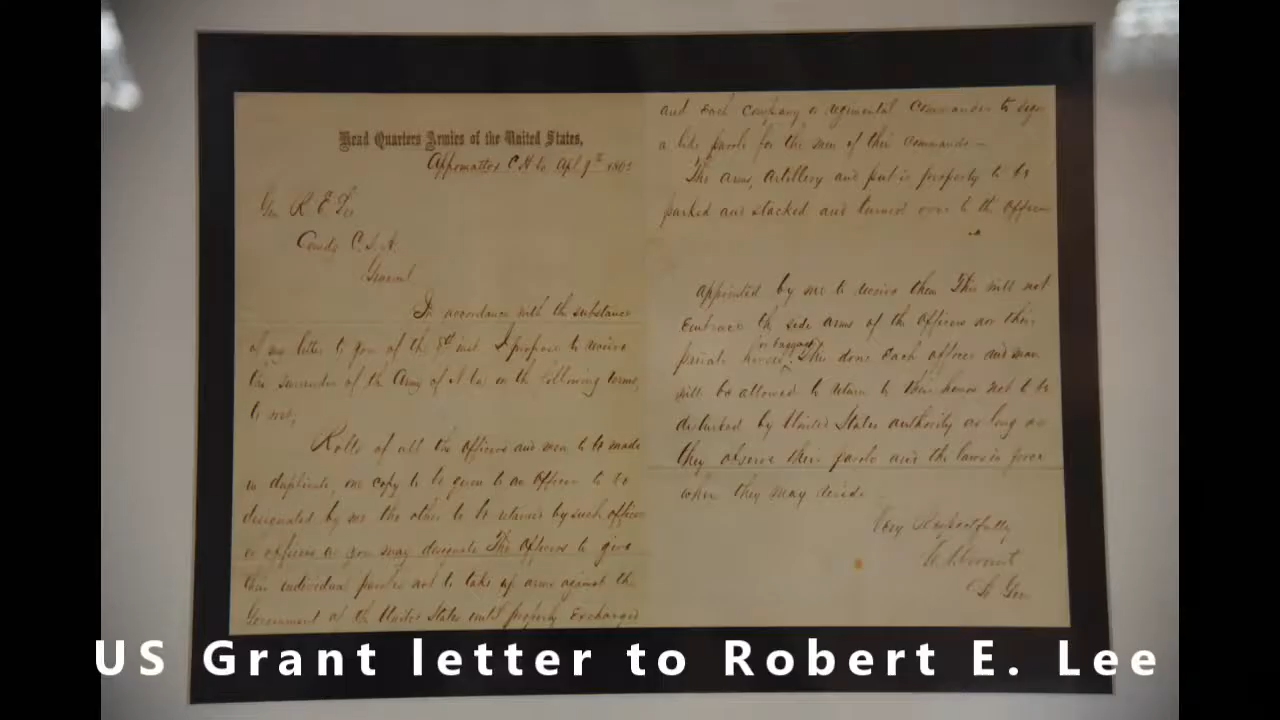 Head Quarters Armies of the United States,
Appomattox C.H. Va Apl 9th 1865
Gen R. E. Lee
Comdg C. S. A.
General
In accordance with the substance
of my letter to you of the 8th inst. I propose to receive
the surrender of the Army of N. Va. on the following terms,
to wit;
Rolls of all the officers and men to be made
in duplicate, one copy to be given to an officer to be
designated by me the other to be retained by such officer
or officers as you may designate. The officers to give
their individual paroles not to take up arms against the
Government of the United States until properly exchanged
and each company or regimental commander to sign
a like parole for the men of their commands—
The arms, Artillery and public property to be
parked and stacked and turned over to the officer
appointed by me to receive them. This will not
embrace the side arms of the officers nor their
or baggage
private horses. This done each officer and man
will be allowed to return to their homes not to be
disturbed by United States authority as long as
they observe their parole and the laws in force
where they may reside
Very Respectfully
U. S. Grant
Lt Gen
US Grant letter to Robert E. Lee